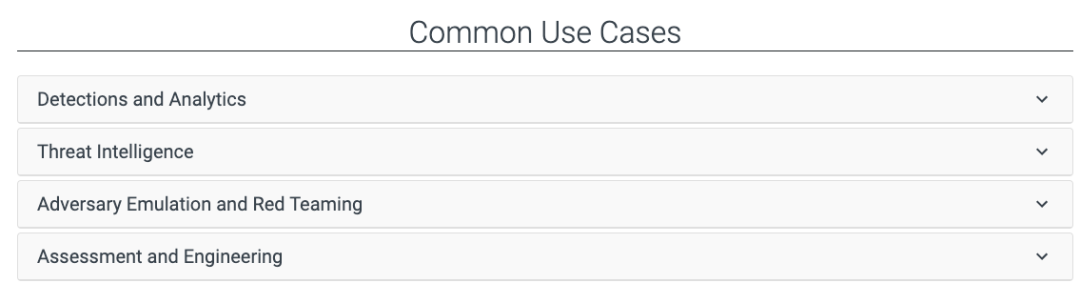 Common Use Cases
Detections and Analytics
Threat Intelligence
Adversary Emulation and Red Teaming
Assessment and Engineering